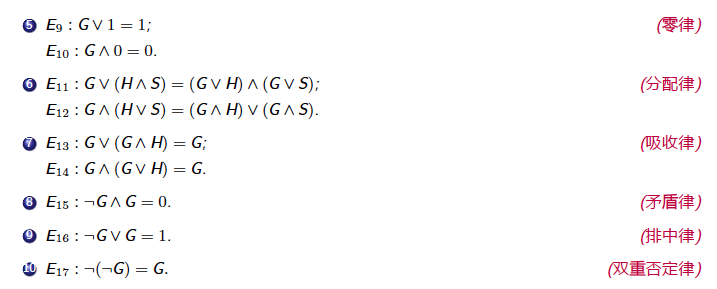 5 E₉ : G ∨ 1 = 1; (零律)
E₁₀ : G ∧ 0 = 0.
6 E₁₁ : G ∨ (H ∧ S) = (G ∨ H) ∧ (G ∨ S); (分配律)
E₁₂ : G ∧ (H ∨ S) = (G ∧ H) ∨ (G ∧ S).
7 E₁₃ : G ∨ (G ∧ H) = G; (吸收律)
E₁₄ : G ∧ (G ∨ H) = G.
8 E₁₅ : ¬G ∧ G = 0. (矛盾律)
9 E₁₆ : ¬G ∨ G = 1. (排中律)
10 E₁₇ : ¬(¬G) = G. (双重否定律)